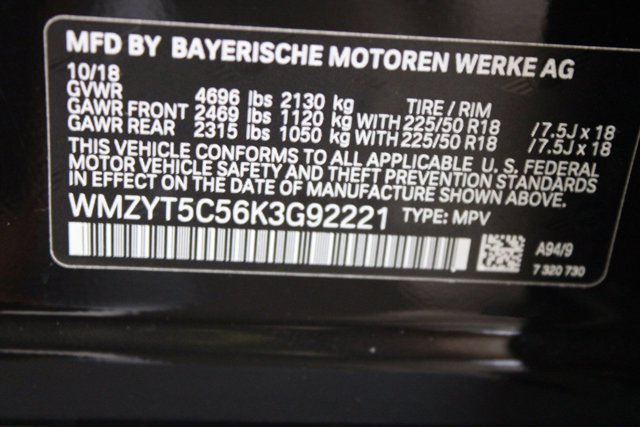 MFD BY BAYERISCHE MOTOREN WERKE AG
10/18
GVWR 4696 lbs 2130 kg TIRE / RIM
GAWR FRONT 2469 lbs 1120 kg WITH 225/50 R18 /7.5J x 18
GAWR REAR 2315 lbs 1050 kg WITH 225/50 R18 /7.5J x 18
THIS VEHICLE CONFORMS TO ALL APPLICABLE U. S. FEDERAL
MOTOR VEHICLE SAFETY AND THEFT PREVENTION STANDARDS
IN EFFECT ON THE DATE OF MANUFACTURE SHOWN ABOVE.
WMZYT5C56K3G92221 TYPE: MPV
A94/9
7 320 730